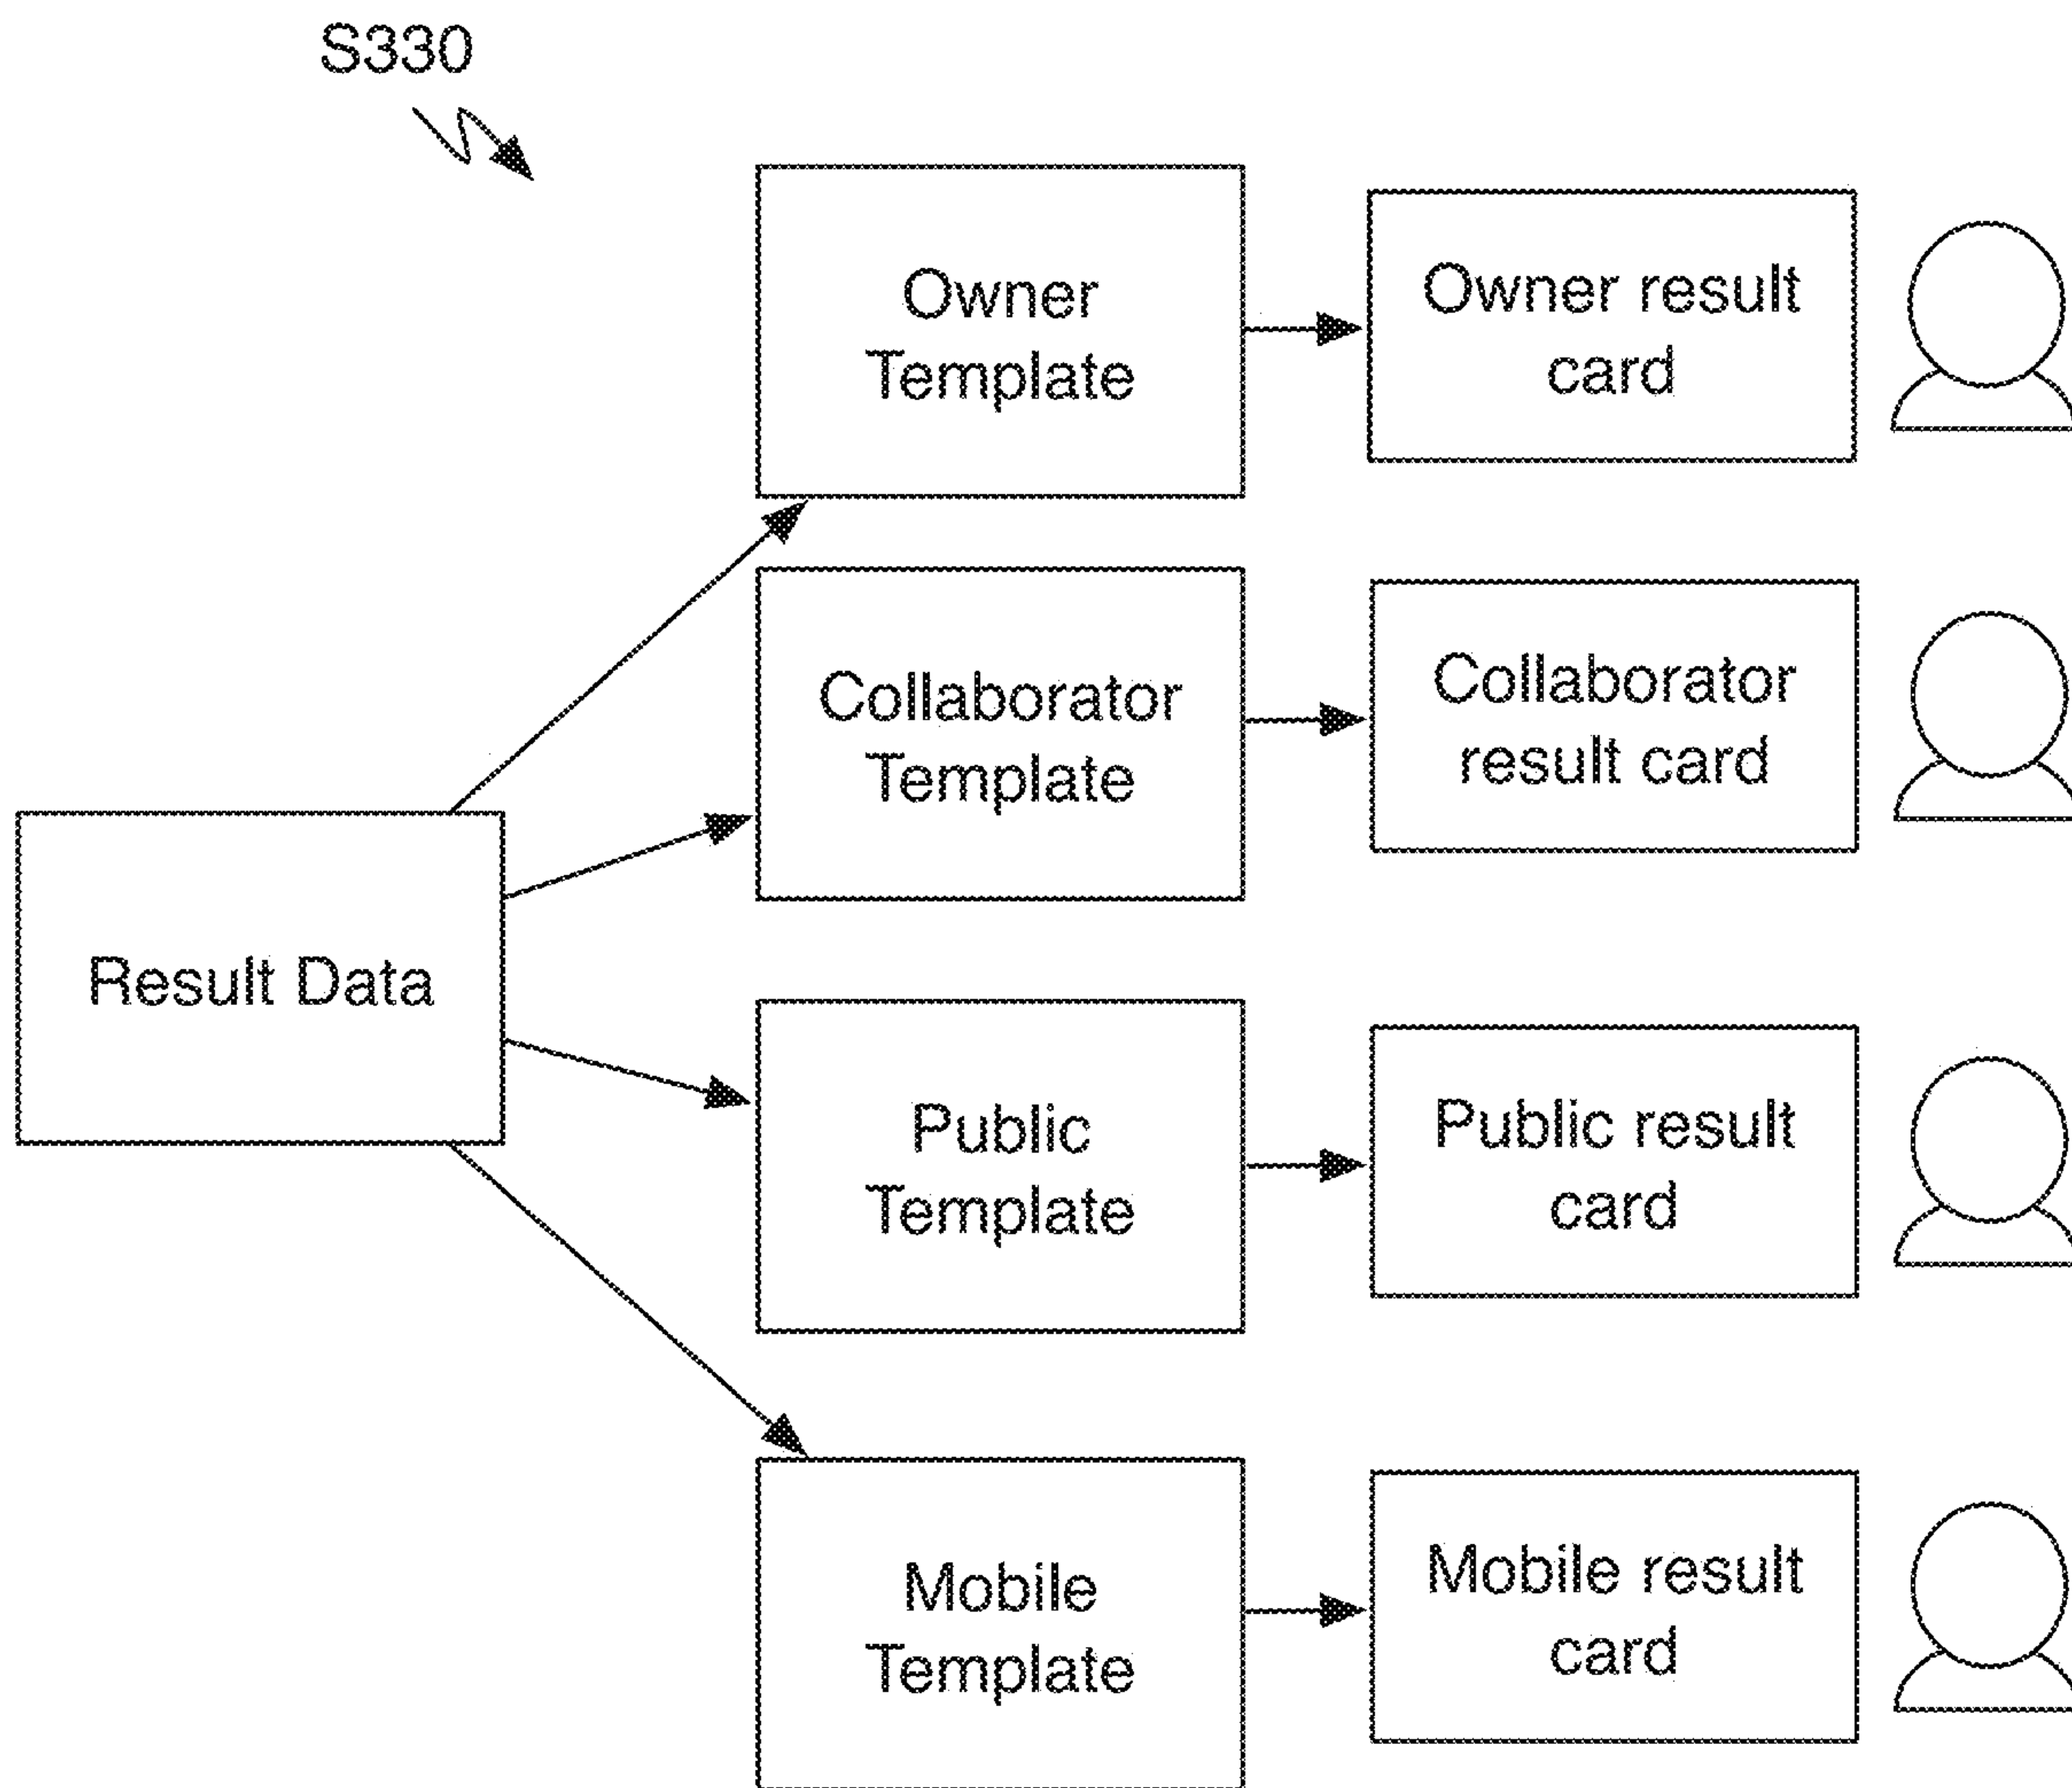 S330
Owner
Template
Owner result
card
Collaborator
Template
Collaborator
result card
Result Data
Public
Template
Public result
card
Mobile
Template
Mobile result
card